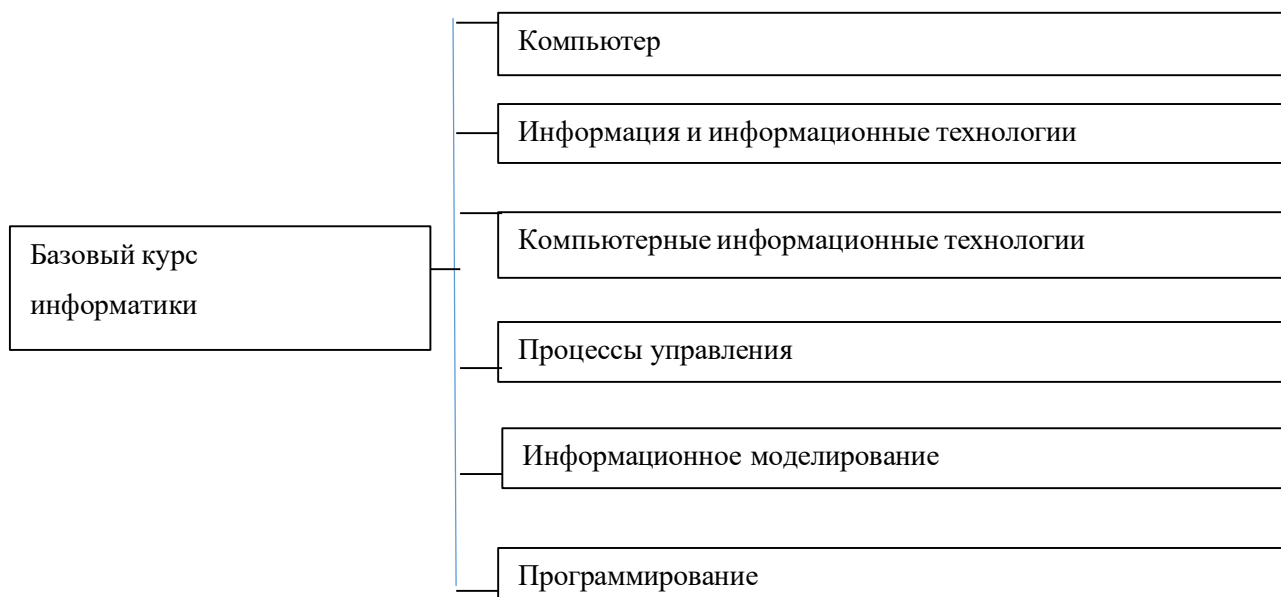 Компьютер
Информация и информационные технологии
Компьютерные информационные технологии
Базовый курс
информатики
Процессы управления
Информационное моделирование
Программирование